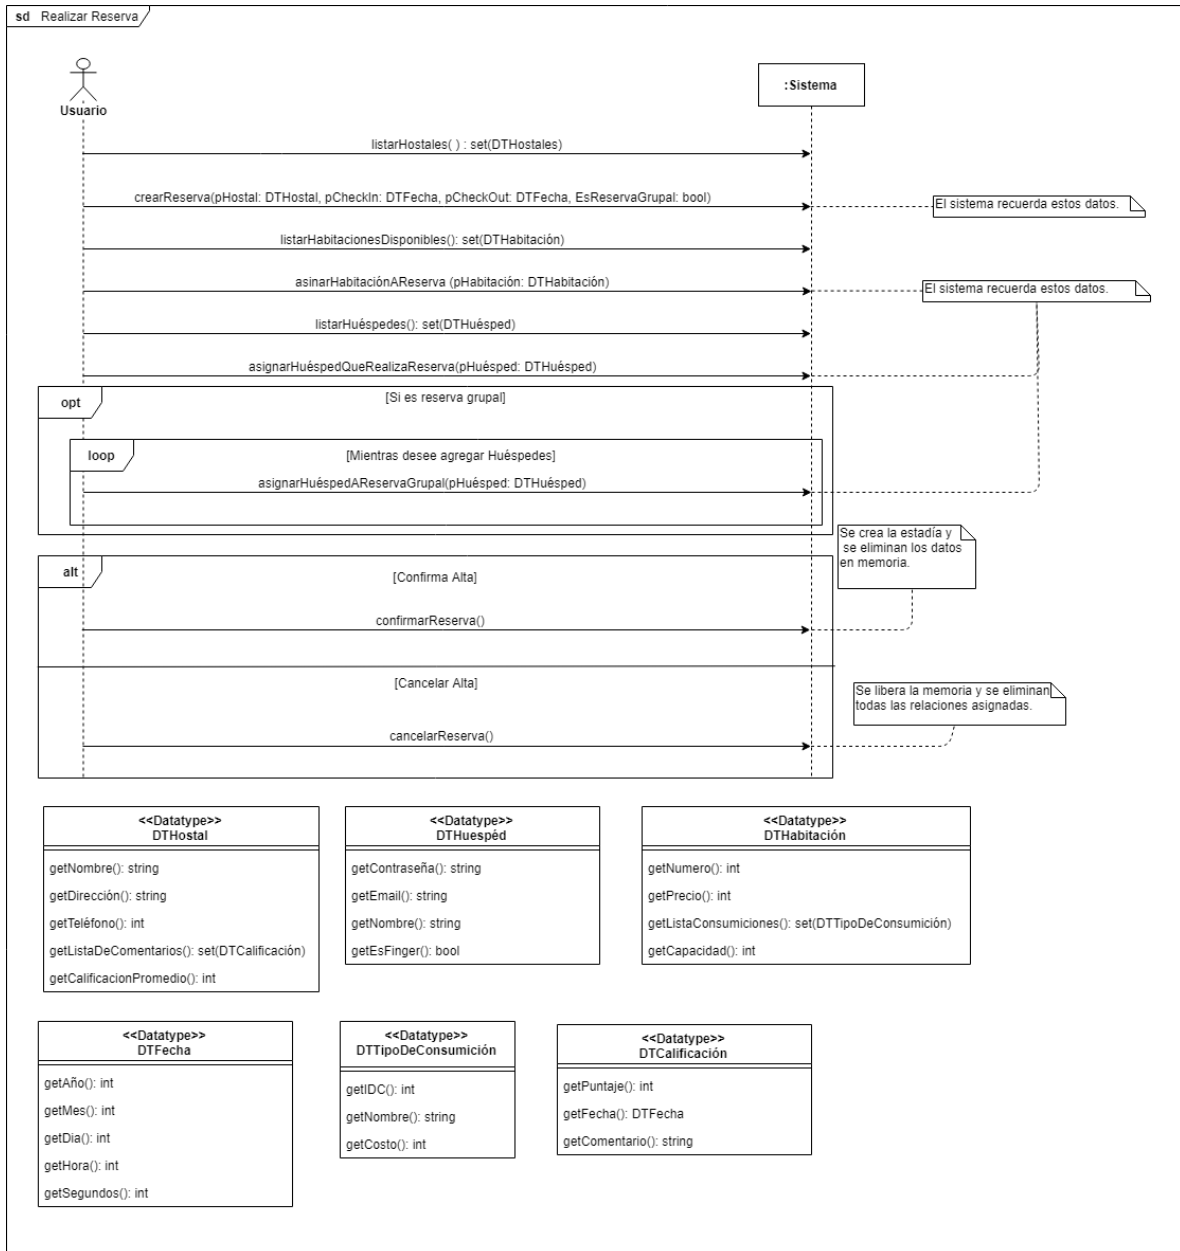 sd Realizar Reserva
Usuario
:Sistema
listarHostales( ) : set(DTHostales)
crearReserva(pHostal: DTHostal, pCheckIn: DTFecha, pCheckOut: DTFecha, EsReservaGrupal: bool)
El sistema recuerda estos datos.
listarHabitacionesDisponibles(): set(DTHabitación)
asinarHabitaciónAReserva (pHabitación: DTHabitación)
El sistema recuerda estos datos.
listarHuéspedes(): set(DTHuésped)
asignarHuéspedQueRealizaReserva(pHuésped: DTHuésped)
opt
[Si es reserva grupal]
loop
[Mientras desee agregar Huéspedes]
asignarHuéspedAReservaGrupal(pHuésped: DTHuésped)
Se crea la estadía y
se eliminan los datos
en memoria.
alt
[Confirma Alta]
confirmarReserva()
[Cancelar Alta]
Se libera la memoria y se eliminan
todas las relaciones asignadas.
cancelarReserva()
<<Datatype>>
DTHostal
getNombre(): string
getDirección(): string
getTeléfono(): int
getListaDeComentarios(): set(DTCalificación)
getCalificacionPromedio(): int
<<Datatype>>
DTHuespéd
getContraseña(): string
getEmail(): string
getNombre(): string
getEsFinger(): bool
<<Datatype>>
DTHabitación
getNumero(): int
getPrecio(): int
getListaConsumiciones(): set(DTTipoDeConsumición)
getCapacidad(): int
<<Datatype>>
DTFecha
getAño(): int
getMes(): int
getDia(): int
getHora(): int
getSegundos(): int
<<Datatype>>
DTTipoDeConsumición
getIDC(): int
getNombre(): string
getCosto(): int
<<Datatype>>
DTCalificación
getPuntaje(): int
getFecha(): DTFecha
getComentario(): string